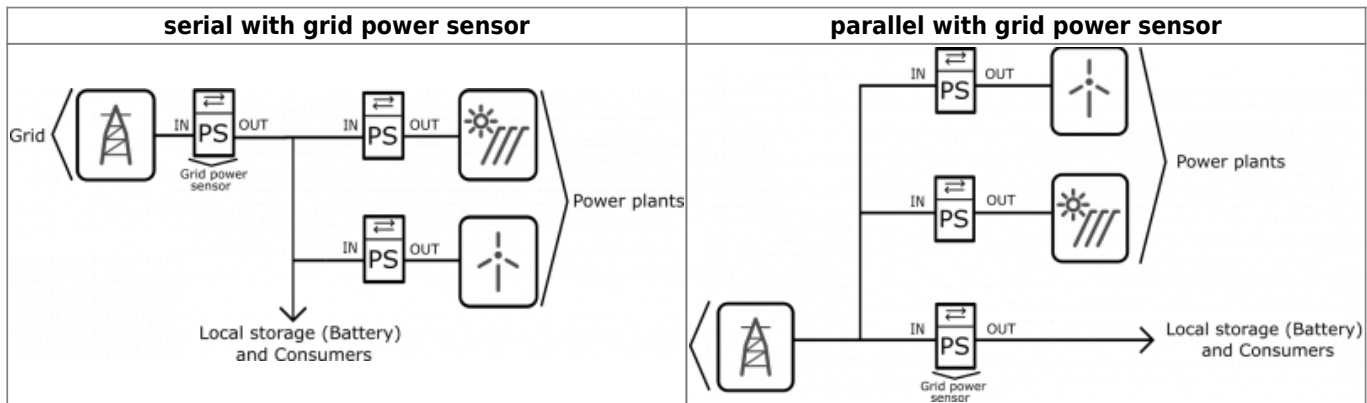 serial with grid power sensor
parallel with grid power sensor
Grid
IN PS OUT
Grid power
sensor
IN PS OUT
Power plants
IN PS OUT
Local storage (Battery)
and Consumers
IN PS OUT
Power plants
IN PS OUT
IN PS OUT
Local storage (Battery)
and Consumers
Grid power
sensor